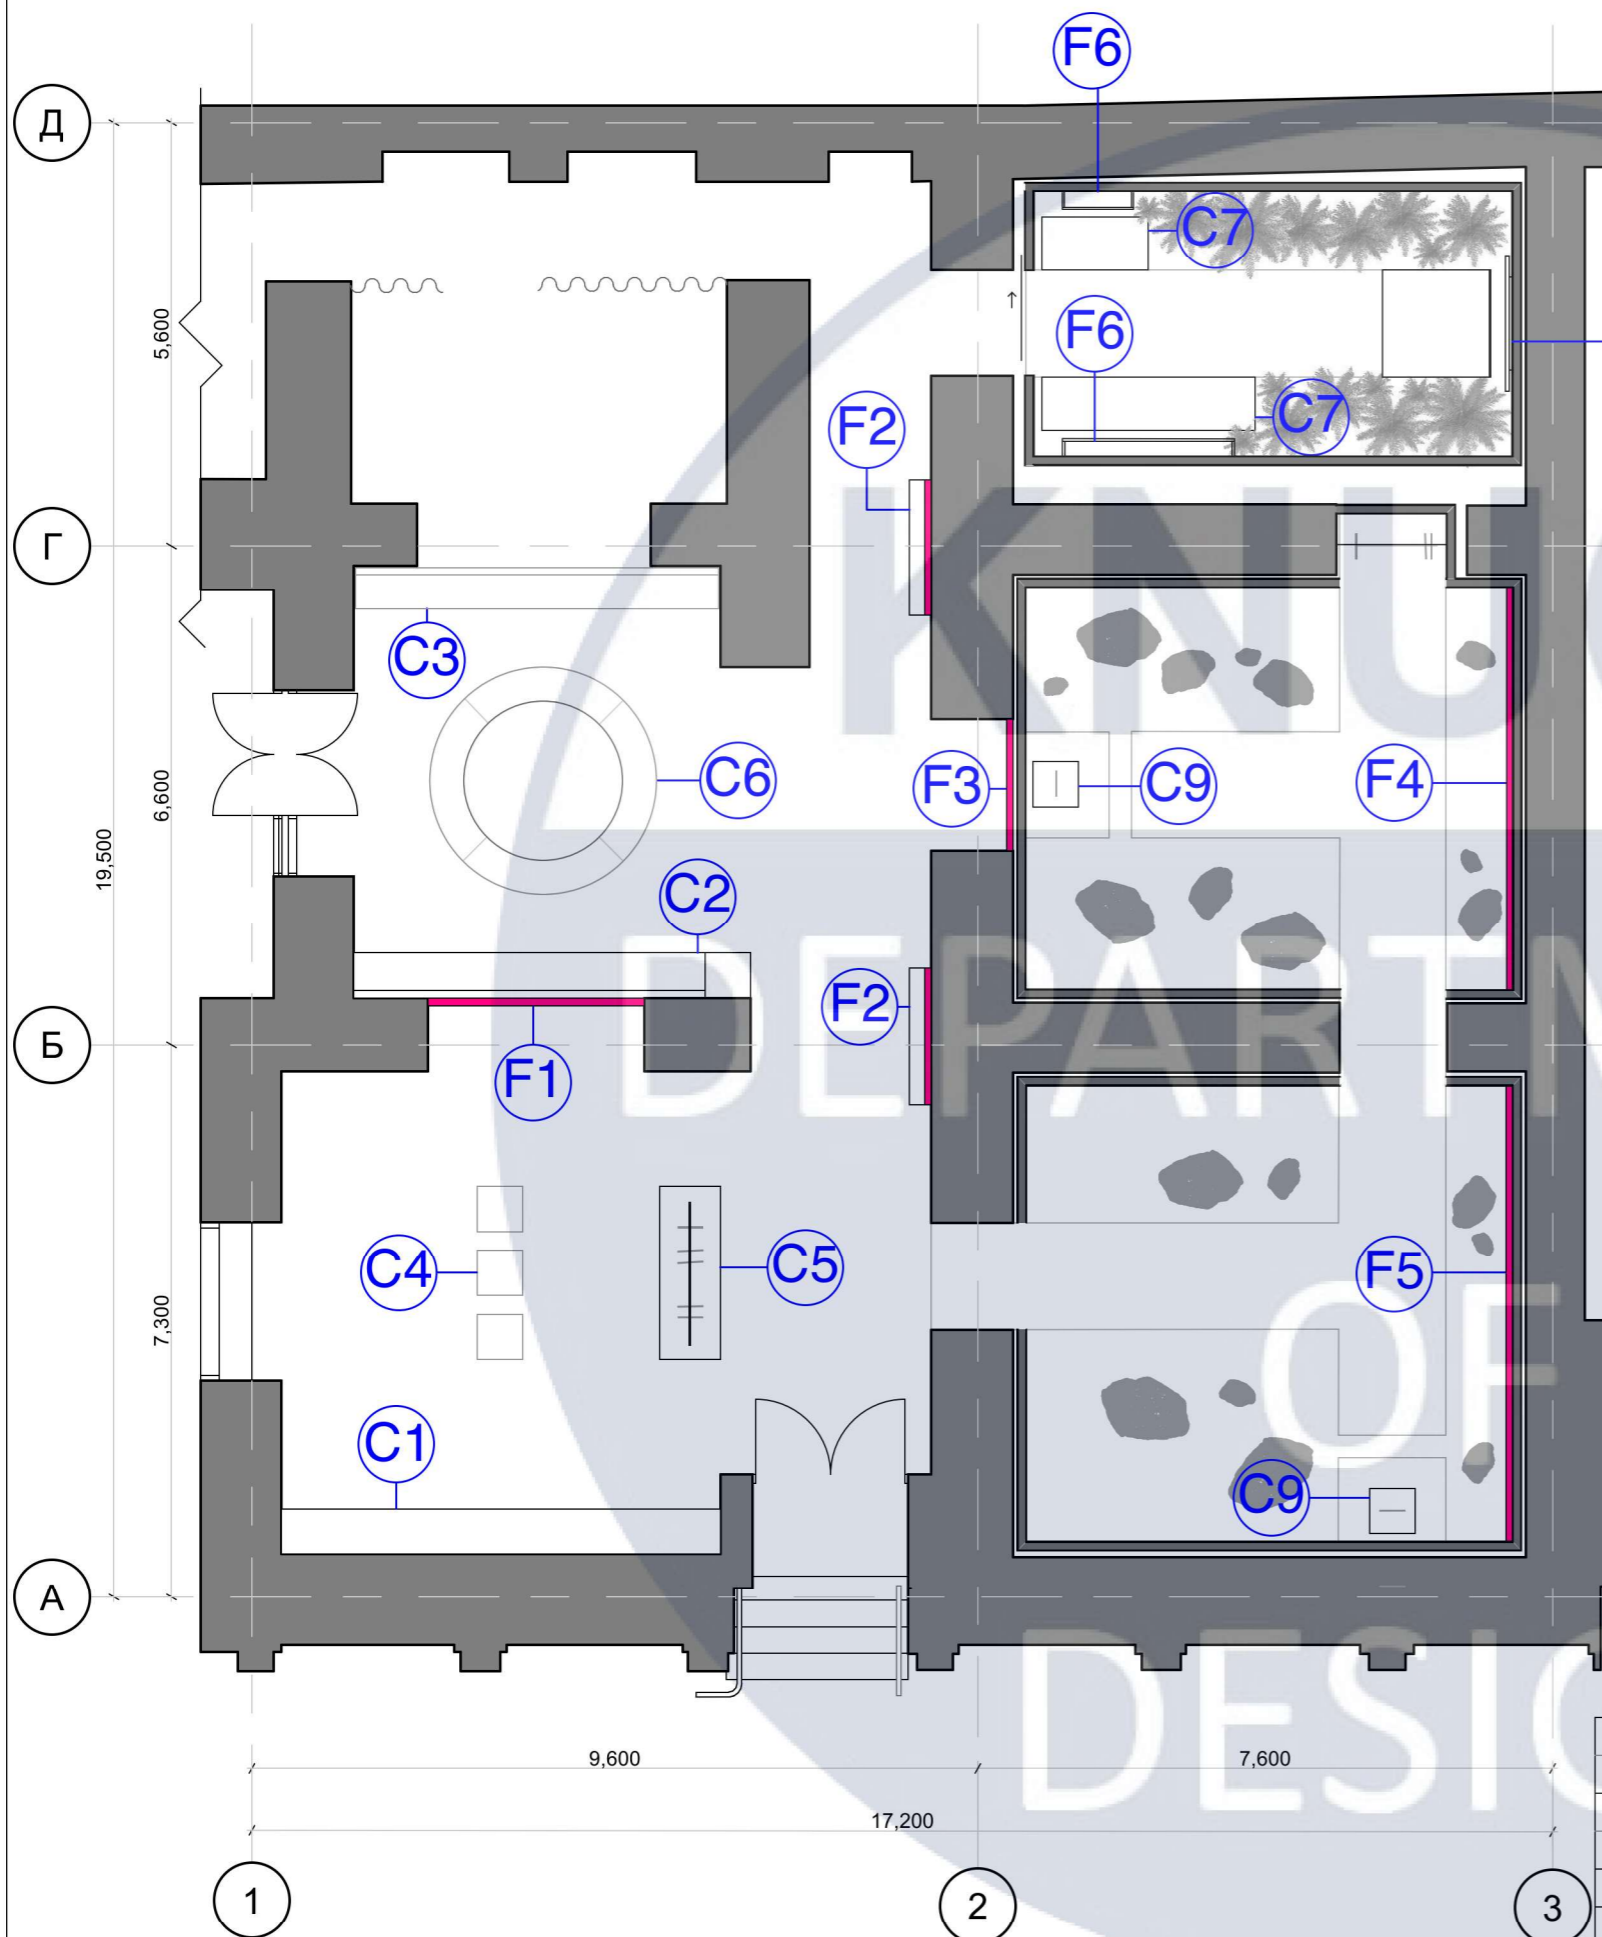 F6
Д
C7
5,600
F6
C7
F2
Г
C3
6,600
C6
F3
C9
F4
19,500
C2
F2
Б
F1
C4
C5
F5
7,300
C1
C9
А
9,600
7,600
17,200
1
2
3
KNU
DEPARTM
OF
DESIG